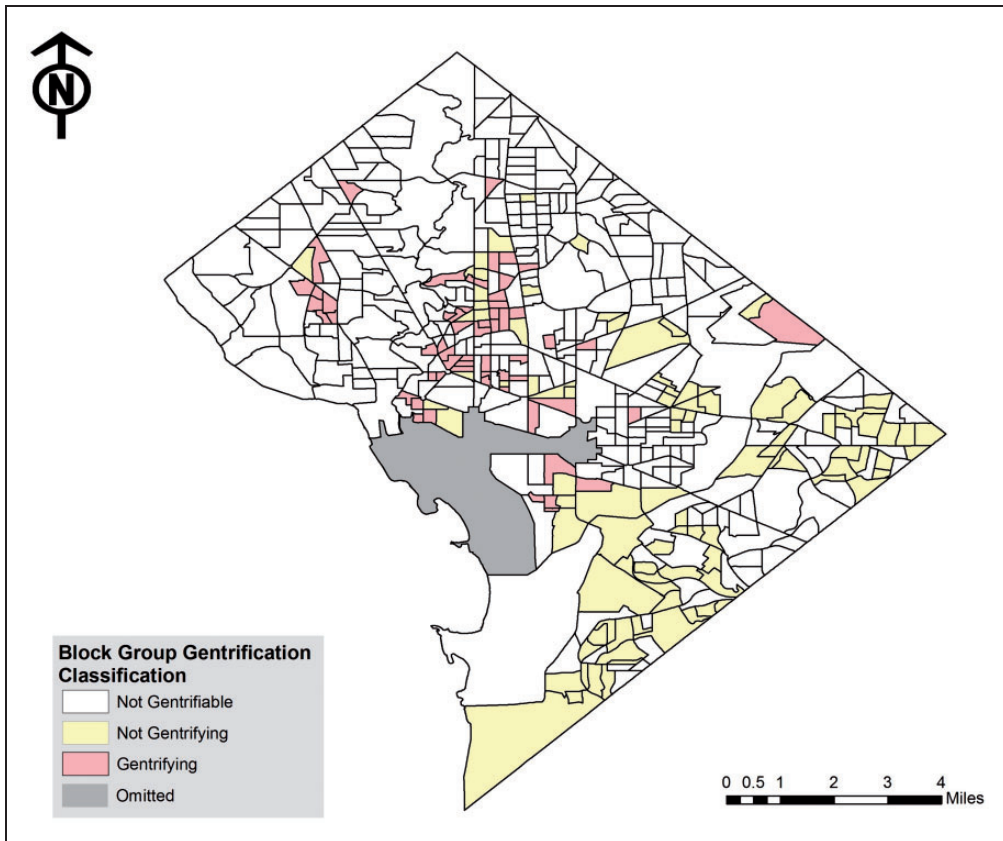 N
Block Group Gentrification
Classification
Not Gentrifiable
Not Gentrifying
Gentrifying
Omitted
0 0.5 1 2 3 4
Miles